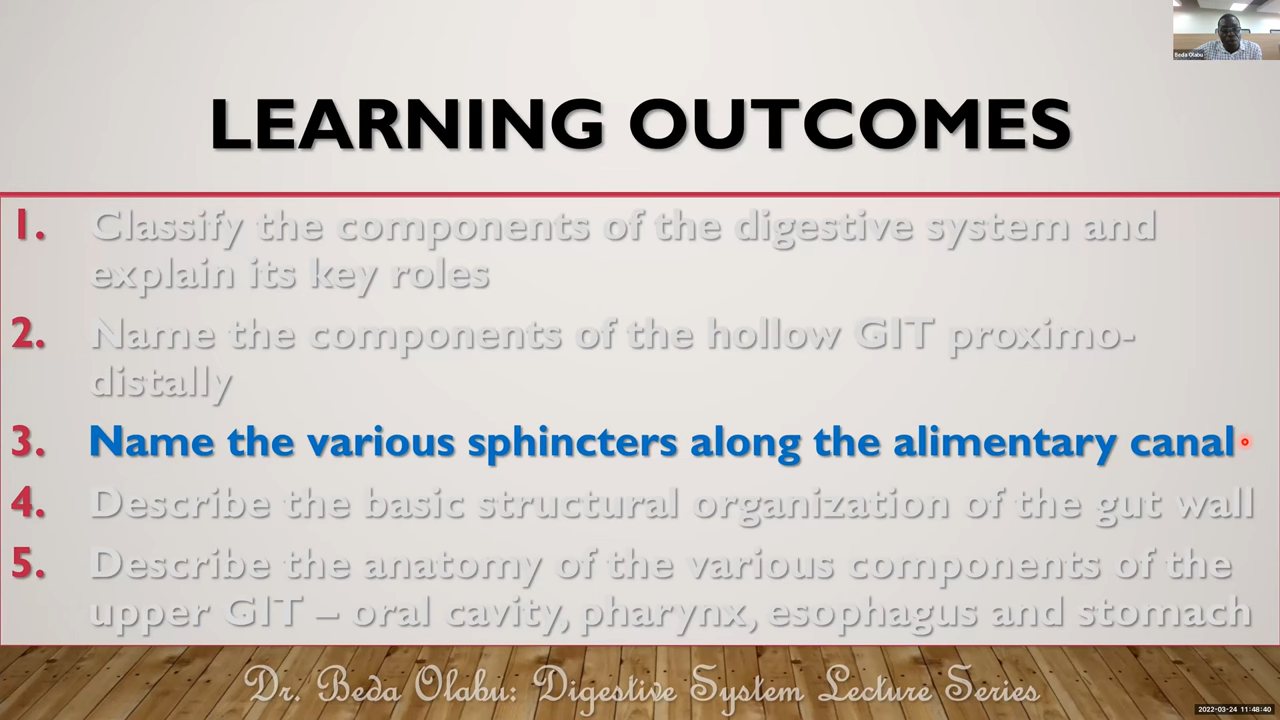 Beda Olabu
LEARNING OUTCOMES
1. Classify the components of the digestive system and
explain its key roles
2. Name the components of the hollow GIT proximo-
distally
3. Name the various sphincters along the alimentary canal
4. Describe the basic structural organization of the gut wall
5. Describe the anatomy of the various components of the
upper GIT – oral cavity, pharynx, esophagus and stomach
Dr. Beda Olabu: Digestive System Lecture Series
2022-03-24 11:48:40